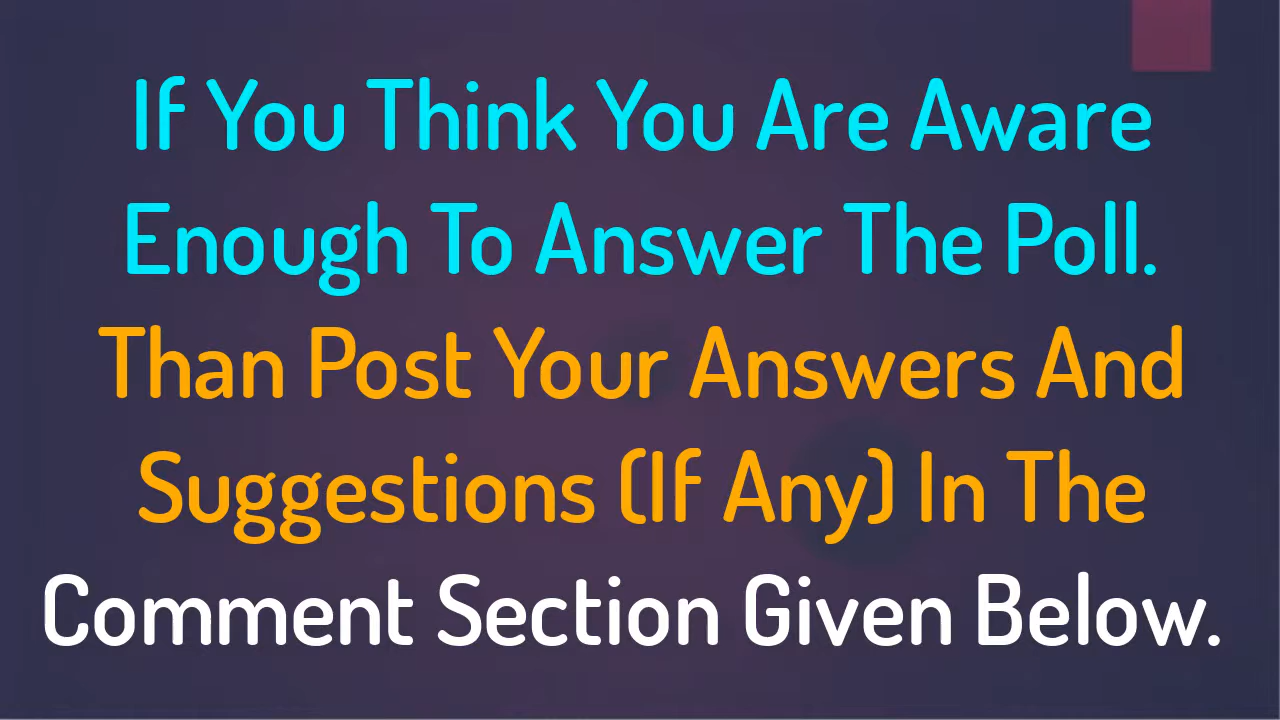 If You Think You Are Aware
Enough To Answer The Poll.
Than Post Your Answers And
Suggestions (If Any) In The
Comment Section Given Below.